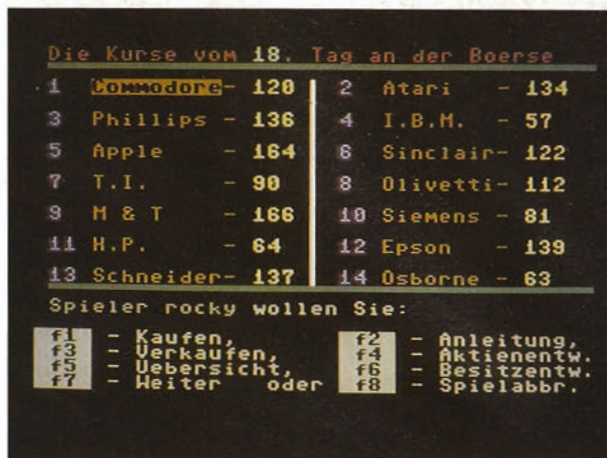 Die Kurse vom 18. Tag an der Boerse
1 Commodore- 120 2 Atari - 134
3 Phillips - 136 4 I.B.M. - 57
5 Apple - 164 6 Sinclair- 122
7 T.I. - 90 8 Olivetti- 112
9 M & T - 166 10 Siemens - 81
11 H.P. - 64 12 Epson - 139
13 Schneider- 137 14 Osborne - 63
Spieler rocky wollen Sie:
f1 - Kaufen, f2 - Anleitung,
f3 - Verkaufen, f4 - Aktienentw.
f5 - Uebersicht, f6 - Besitzentw.
f7 - Weiter oder f8 - Spielabbr.